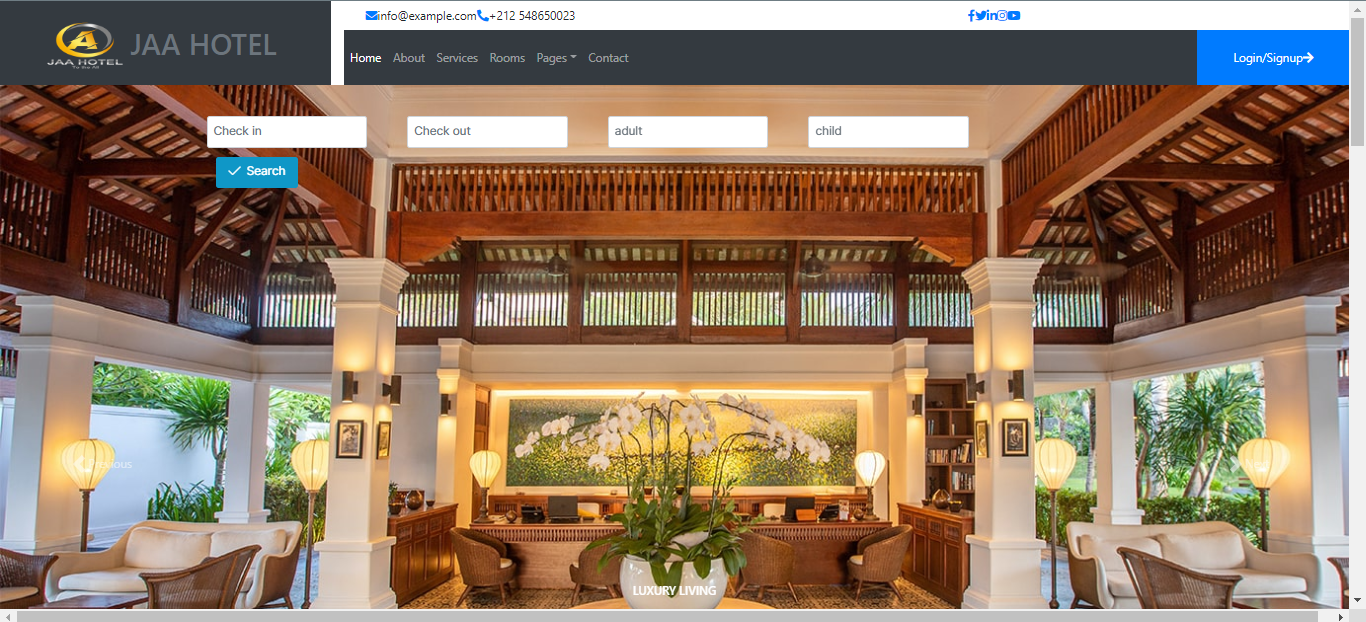 info@example.com +212 548650023
JAA HOTEL
JAA HOTEL
Home About Services Rooms Pages Contact
Login/Signup
Check in
Check out
adult
child
Search
Previous
LUXURY LIVING